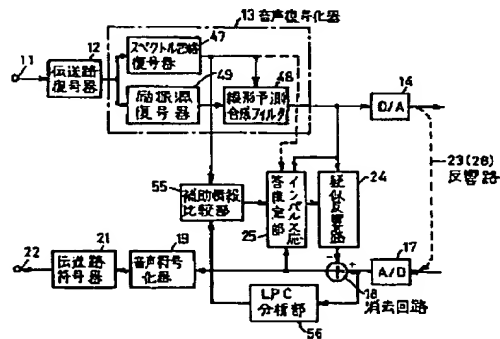 13 音声復号化器
47
12
スペクトル包絡
復号器
11
伝送路
復号器
49
48
励振源
復号器
線形予測
合成フィルタ
14
D/A
23(28)
反響路
55
補助情報
比較部
インパルス応
答推定部
25
疑似反響路
24
22
21
伝送路
符号器
19
音声符号
化器
17
A/D
- +
18
消去回路
LPC
分析部
56